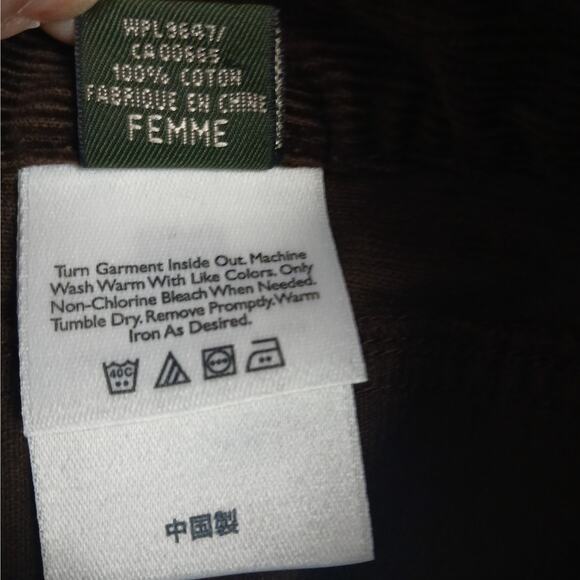 WPL9697/
CA00665
100% COTON
FABRIQUE EN CHINE
FEMME
Turn Garment Inside Out. Machine
Wash Warm With Like Colors. Only
Non-Chlorine Bleach When Needed.
Tumble Dry. Remove Promptly. Warm
Iron As Desired.
40C
中国製